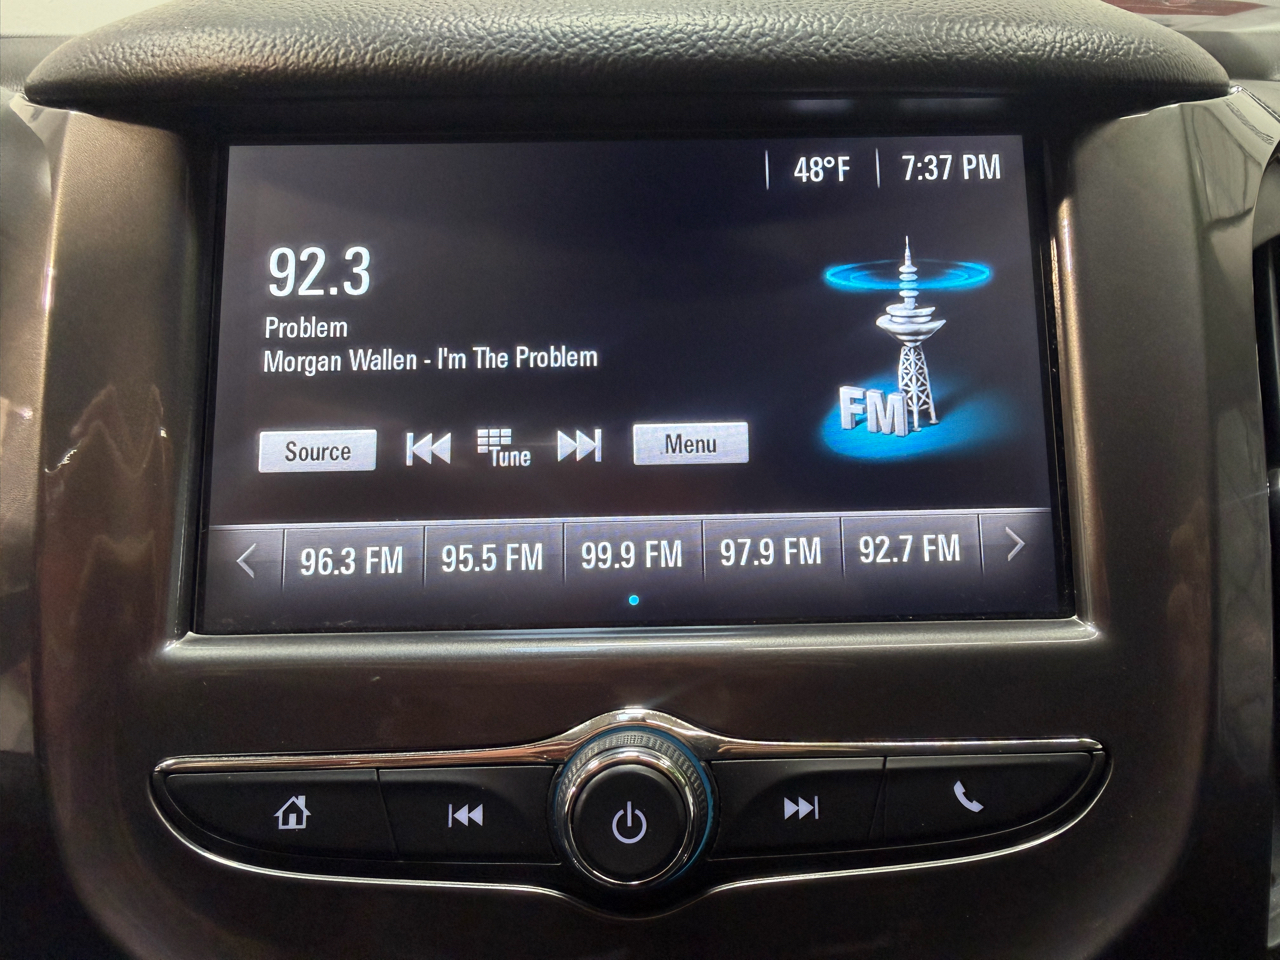 48°F 7:37 PM
92.3
Problem
Morgan Wallen - I'm The Problem
FM
Source Tune Menu
96.3 FM 95.5 FM 99.9 FM 97.9 FM 92.7 FM